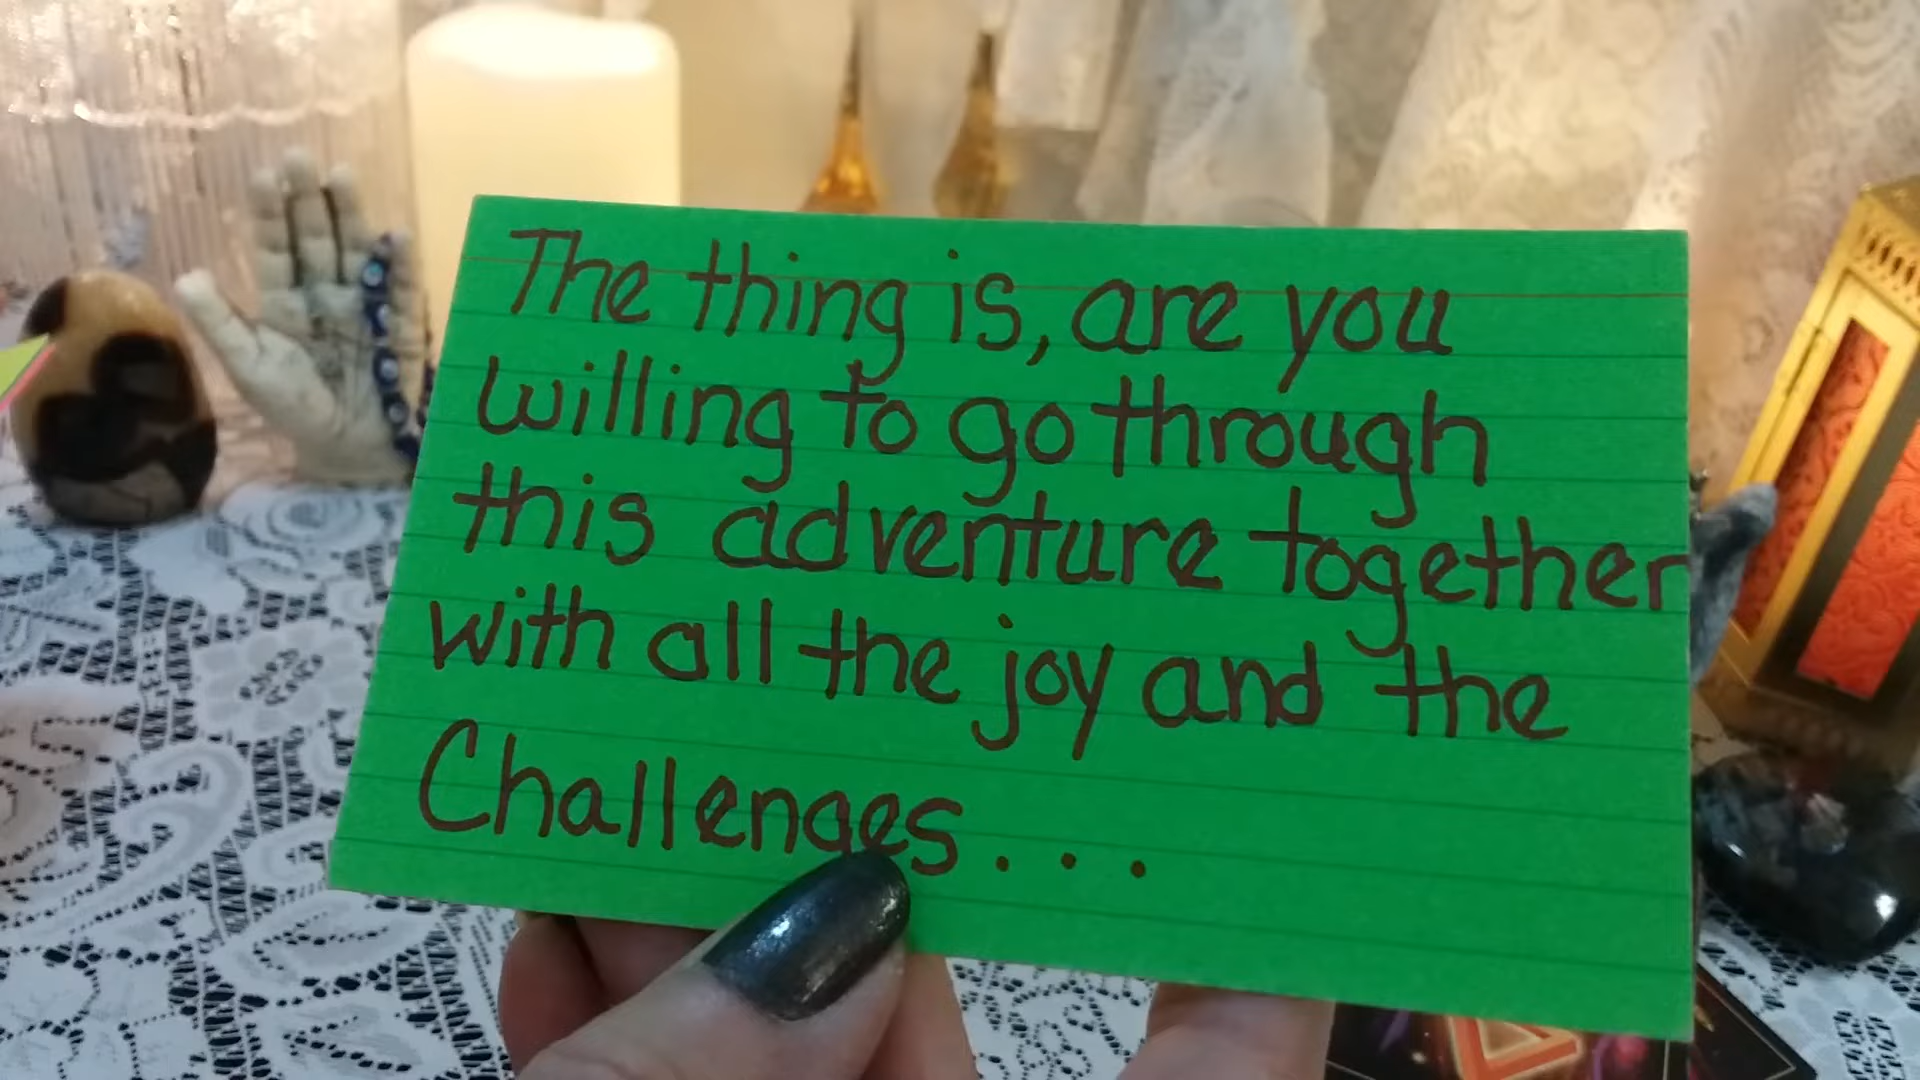 The thing is, are you
willing to go through
this adventure together
with all the joy and the
Challenges...